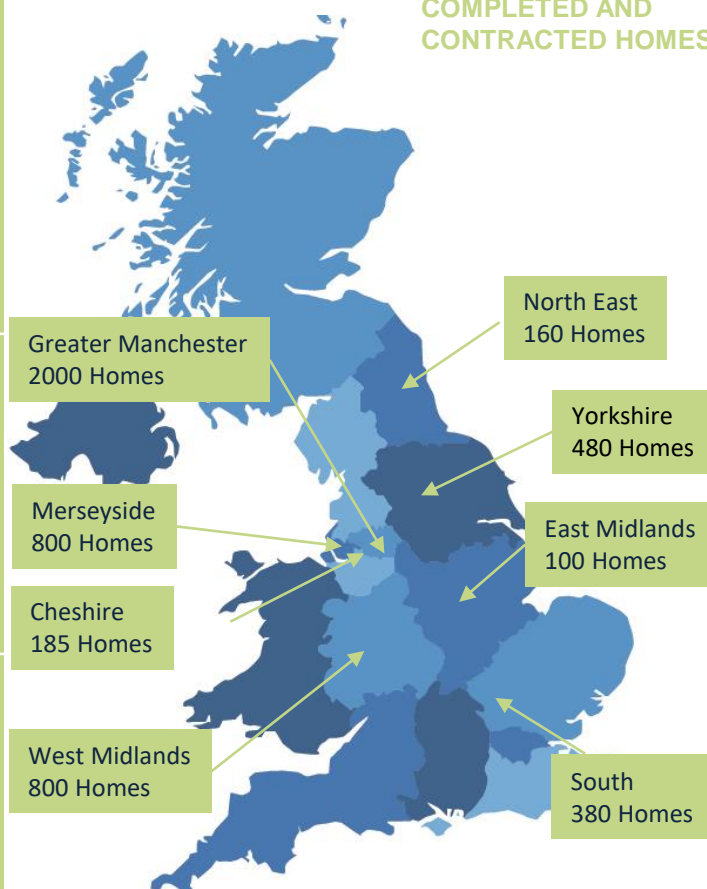 COMPLETED AND
CONTRACTED HOMES
North East
160 Homes
Greater Manchester
2000 Homes
Yorkshire
480 Homes
Merseyside
800 Homes
East Midlands
100 Homes
Cheshire
185 Homes
West Midlands
800 Homes
South
380 Homes